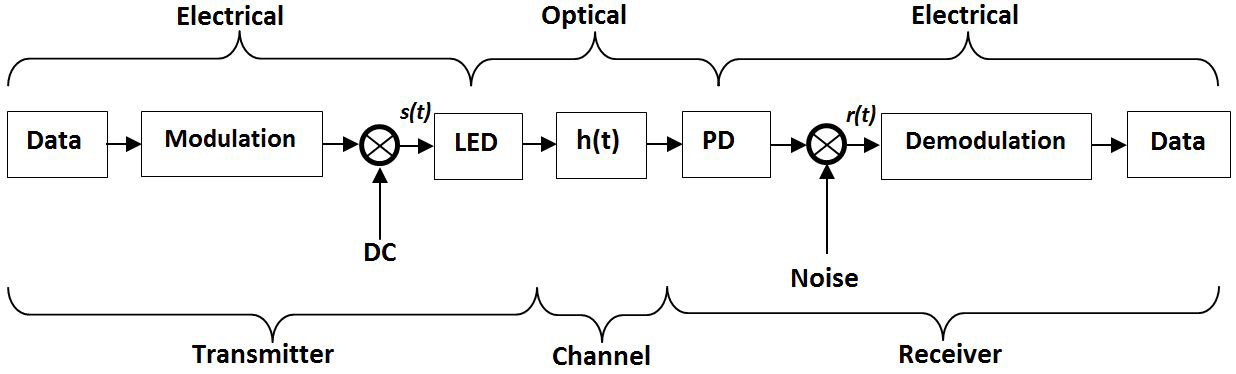 Electrical Optical Electrical
s(t) r(t)
Data Modulation LED h(t) PD Demodulation Data
DC
Noise
Transmitter Channel Receiver